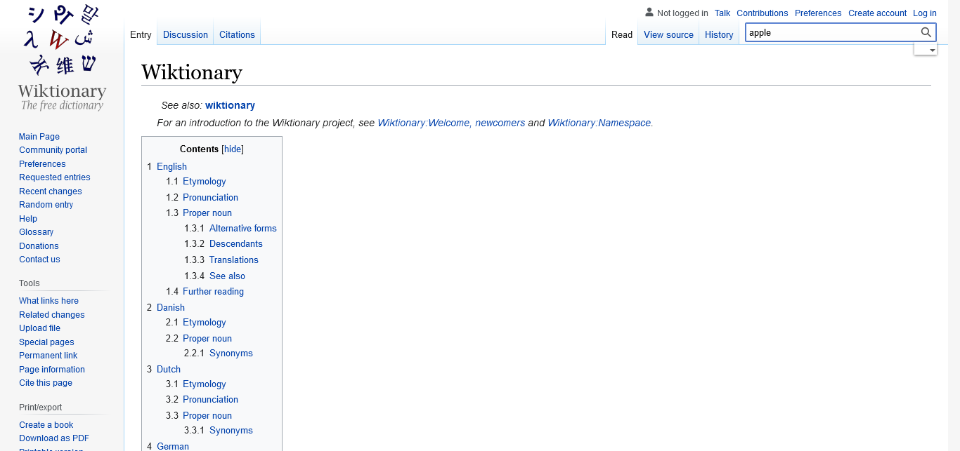 Not logged in Talk Contributions Preferences Create account Log in
Entry Discussion Citations Read View source History apple
Wiktionary
The free dictionary
Wiktionary
See also: wiktionary
For an introduction to the Wiktionary project, see Wiktionary:Welcome, newcomers and Wiktionary:Namespace.
Main Page
Community portal
Preferences
Requested entries
Recent changes
Random entry
Help
Glossary
Donations
Contact us
Tools
What links here
Related changes
Upload file
Special pages
Permanent link
Page information
Cite this page
Print/export
Create a book
Download as PDF
Contents [hide]
1 English
1.1 Etymology
1.2 Pronunciation
1.3 Proper noun
1.3.1 Alternative forms
1.3.2 Descendants
1.3.3 Translations
1.3.4 See also
1.4 Further reading
2 Danish
2.1 Etymology
2.2 Proper noun
2.2.1 Synonyms
3 Dutch
3.1 Etymology
3.2 Pronunciation
3.3 Proper noun
3.3.1 Synonyms
4 German